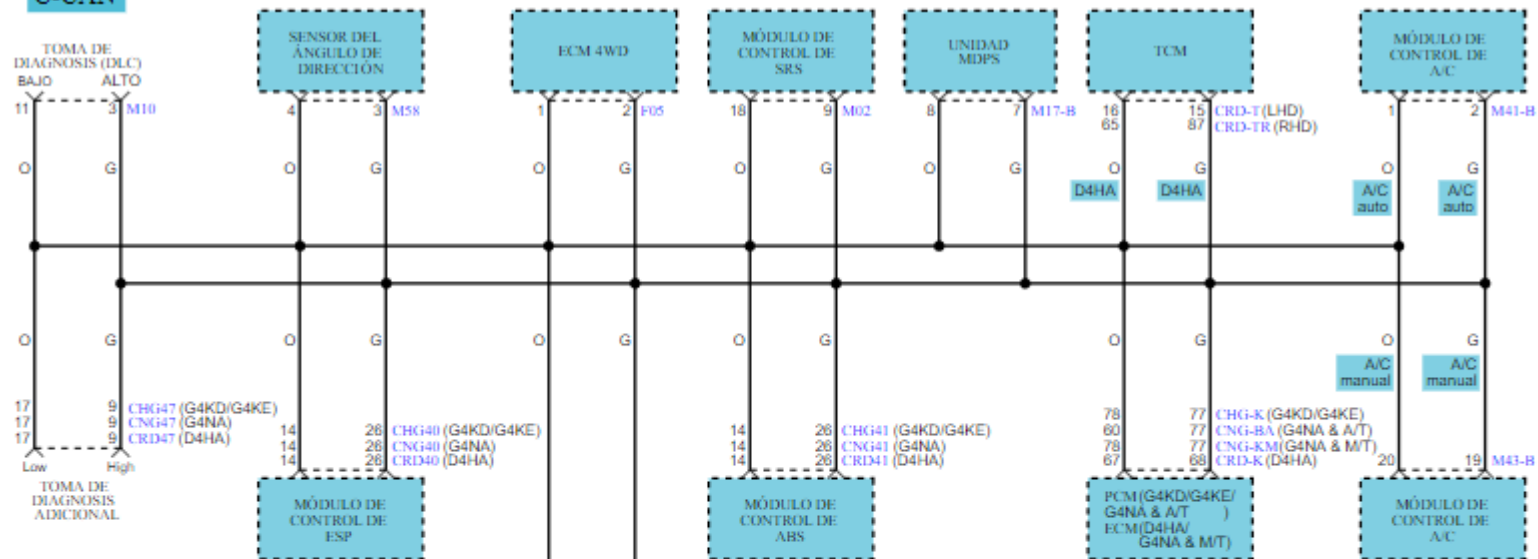 C-CAN
TOMA DE
DIAGNOSIS (DLC)
BAJO ALTO
SENSOR DEL
ÁNGULO DE
DIRECCIÓN
ECM 4WD
MÓDULO DE
CONTROL DE
SRS
UNIDAD
MDPS
TCM
MÓDULO DE
CONTROL DE
A/C
11 3 M10 4 3 M58 1 2 F05 18 9 M02 8 7 M17-B 16 15 CRD-T (LHD) 1 2 M41-B
65 87 CRD-TR (RHD)
O G O G O G O G O G O G O G
D4HA D4HA A/C auto A/C auto
O G O G O G O G O G O G
A/C manual A/C manual
17 9 CHG47 (G4KD/G4KE)
17 9 CNG47 (G4NA)
17 9 CRD47 (D4HA)
Low High
TOMA DE
DIAGNOSIS
ADICIONAL
14 26 CHG40 (G4KD/G4KE)
14 26 CNG40 (G4NA)
14 26 CRD40 (D4HA)
MÓDULO DE
CONTROL DE
ESP
14 26 CHG41 (G4KD/G4KE)
14 26 CNG41 (G4NA)
14 26 CRD41 (D4HA)
MÓDULO DE
CONTROL DE
ABS
78 77 CHG-K (G4KD/G4KE)
60 77 CNG-BA (G4NA & A/T)
78 77 CNG-KM (G4NA & M/T)
67 68 CRD-K (D4HA)
PCM (G4KD/G4KE/
G4NA & A/T )
ECM(D4HA/
G4NA & M/T)
20 19 M43-B
MÓDULO DE
CONTROL DE
A/C